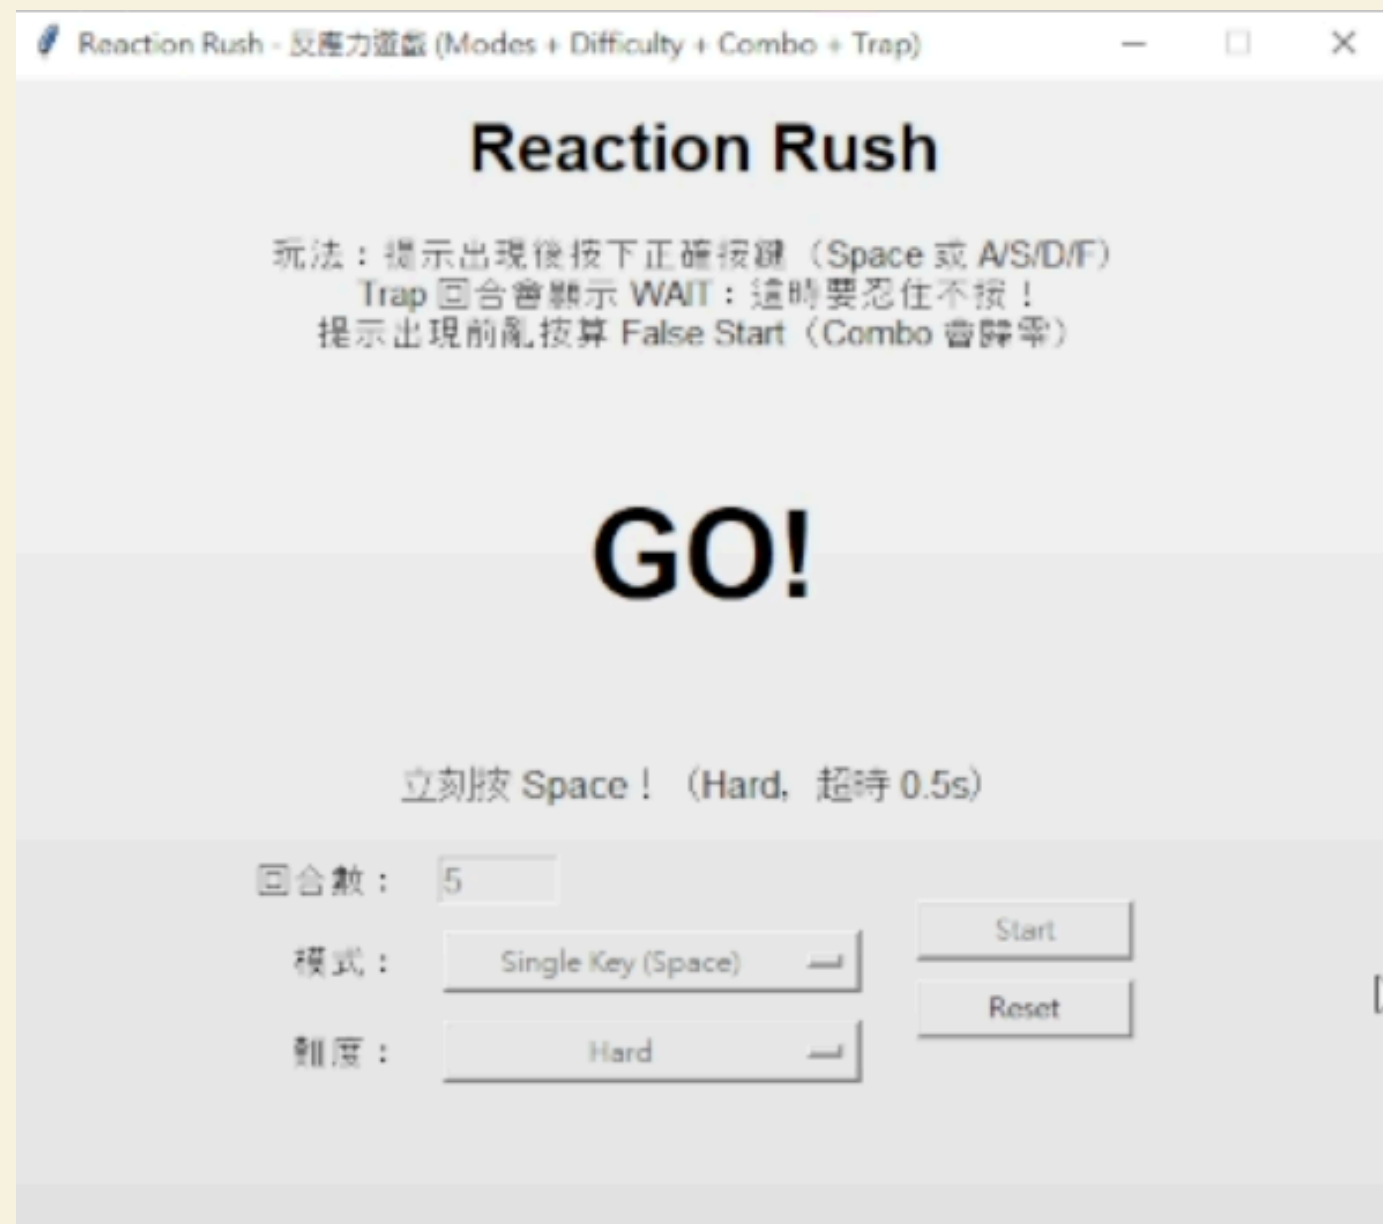 Reaction Rush - 反應力遊戲 (Modes + Difficulty + Combo + Trap)
Reaction Rush
玩法：提示出現後按下正確按鍵（Space 或 A/S/D/F）
Trap 回合會顯示 WAIT：這時要忍住不按！
提示出現前亂按算 False Start（Combo 會歸零）
GO!
立刻按 Space！（Hard，超時 0.5s）
回合數： 5
模式： Single Key (Space)
難度： Hard
Start
Reset